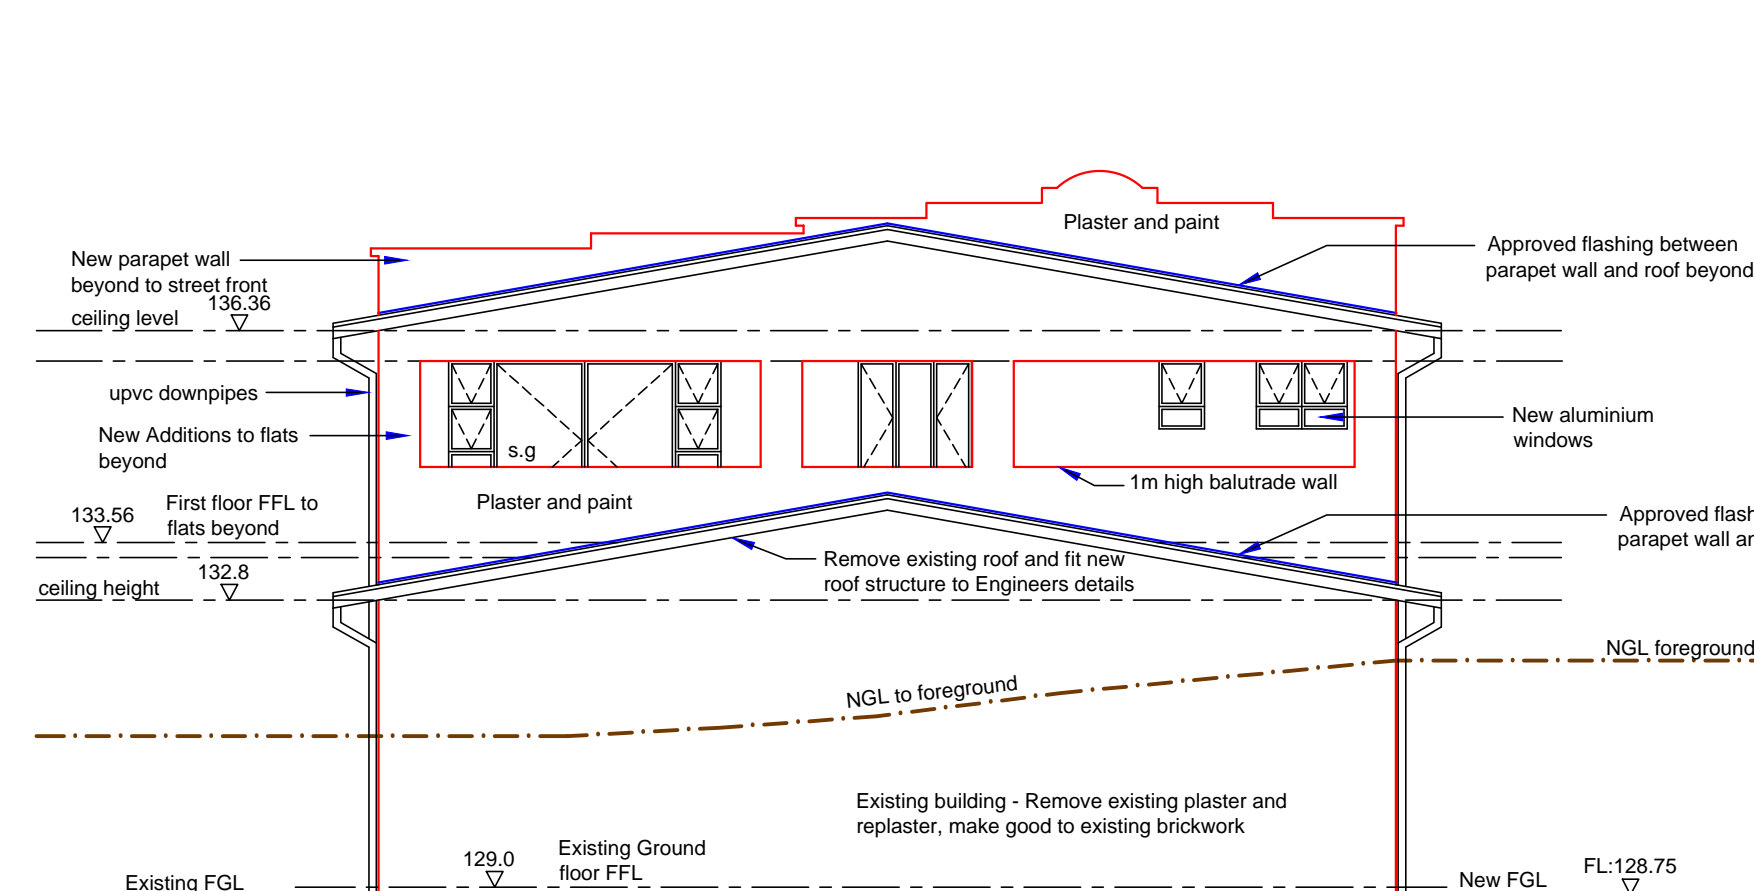 Plaster and paint
New parapet wall
beyond to street front
Approved flashing between
parapet wall and roof beyond
136.36
ceiling level
upvc downpipes
New Additions to flats
beyond
s.g
New aluminium
windows
1m high balutrade wall
Plaster and paint
First floor FFL to
flats beyond
133.56
Approved flash
parapet wall ar
Remove existing roof and fit new
roof structure to Engineers details
132.8
ceiling height
NGL foreground
NGL to foreground
Existing building - Remove existing plaster and
replaster, make good to existing brickwork
129.0
Existing Ground
floor FFL
Existing FGL
New FGL
FL:128.75